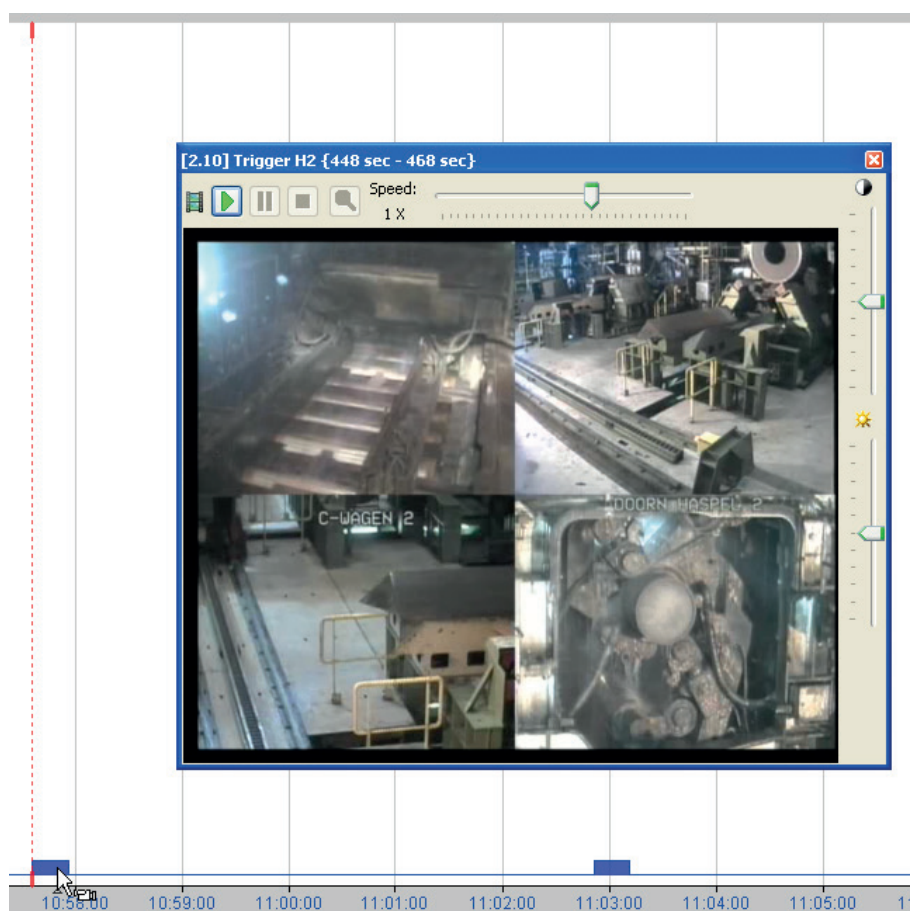 [2.10] Trigger H2 {448 sec - 468 sec}
Speed:
1 X
C-WAGEN 2
DOORN HASPEL 2
10:58:00 10:59:00 11:00:00 11:01:00 11:02:00 11:03:00 11:04:00 11:05:00